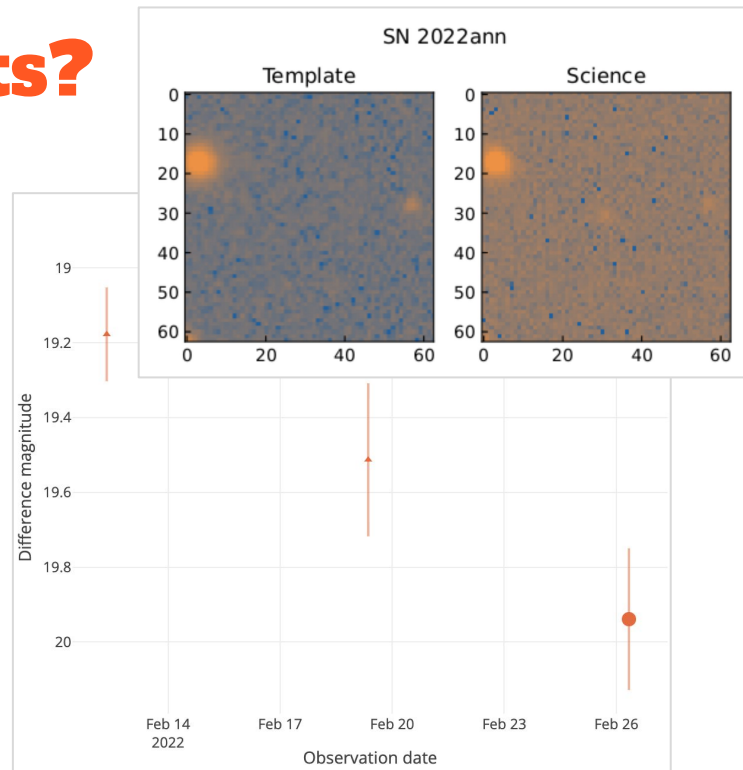 ts?
SN 2022ann
Template
Science
0
10
20
30
40
50
60
0
20
40
60
0
10
20
30
40
50
60
0
20
40
60
Difference magnitude
19
19.2
19.4
19.6
19.8
20
Feb 14
2022
Feb 17
Feb 20
Feb 23
Feb 26
Observation date